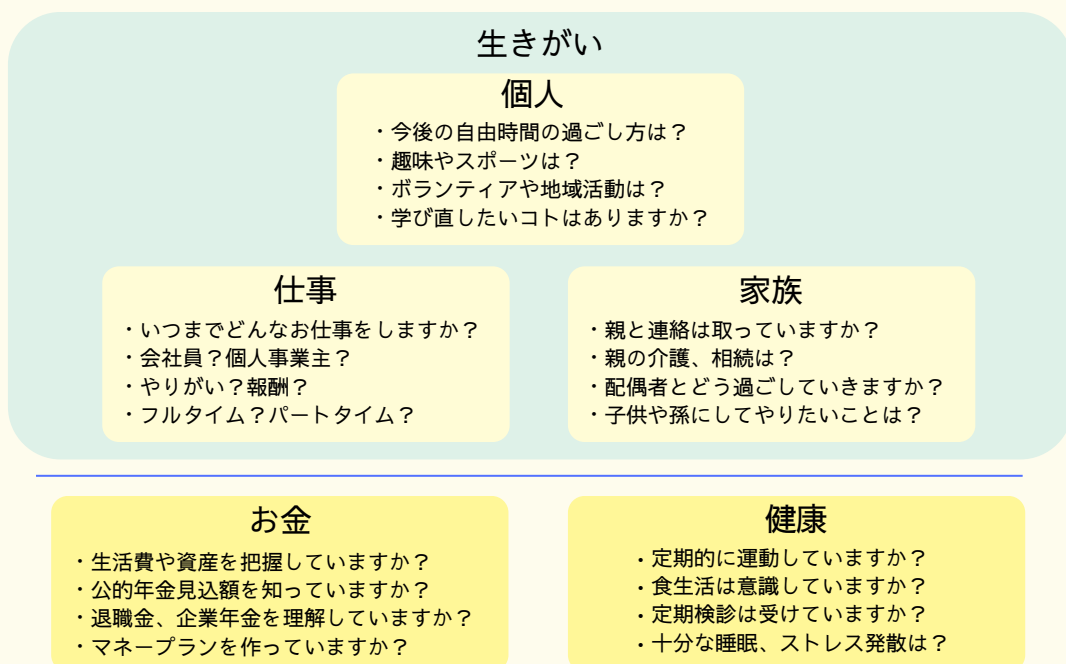 生きがい
個人
・今後の自由時間の過ごし方は？
・趣味やスポーツは？
・ボランティアや地域活動は？
・学び直したいコトはありますか？
仕事
・いつまでどんなお仕事をしますか？
・会社員？個人事業主？
・やりがい？報酬？
・フルタイム？パートタイム？
家族
・親と連絡は取っていますか？
・親の介護、相続は？
・配偶者とどう過ごしていきますか？
・子供や孫にしてやりたいことは？
お金
・生活費や資産を把握していますか？
・公的年金見込額を知っていますか？
・退職金、企業年金を理解していますか？
・マネープランを作っていますか？
健康
・定期的に運動していますか？
・食生活は意識していますか？
・定期検診は受けていますか？
・十分な睡眠、ストレス発散は？